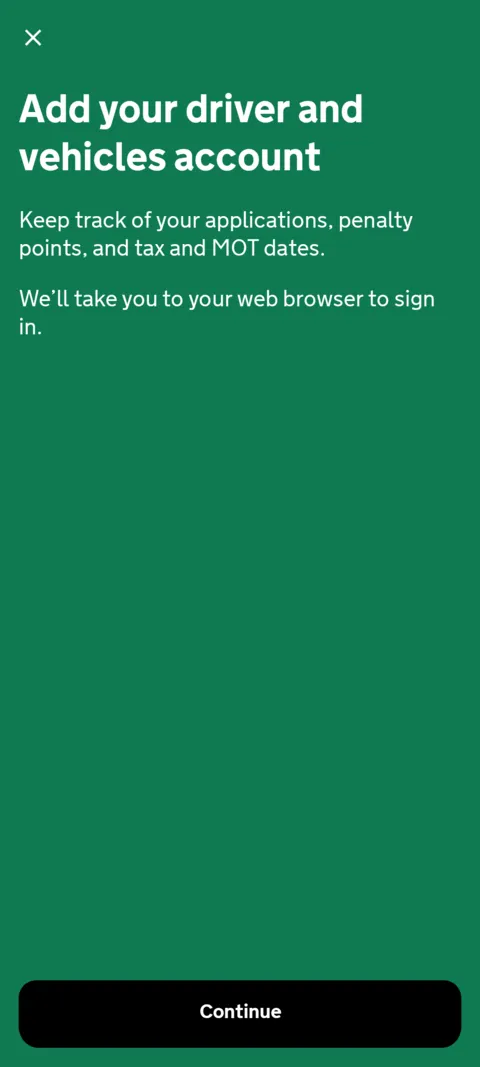 Add your driver and
vehicles account
Keep track of your applications, penalty
points, and tax and MOT dates.
We’ll take you to your web browser to sign
in.
Continue